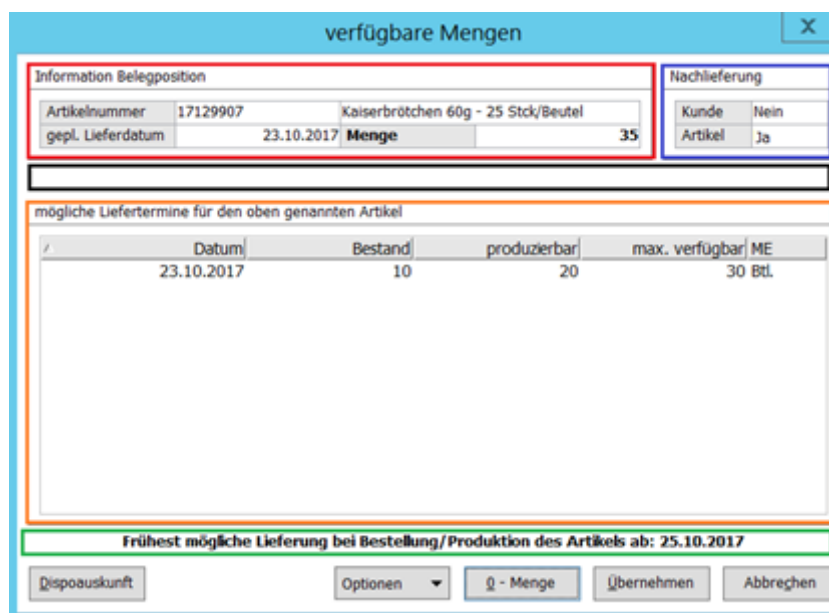 verfügbare Mengen
X
Information Belegposition
Artikelnummer 17129907 Kaiserbrötchen 60g - 25 Stck/Beutel
gepl. Lieferdatum 23.10.2017 Menge 35
Nachlieferung
Kunde Nein
Artikel Ja
mögliche Liefertermine für den oben genannten Artikel
Datum Bestand produzierbar max. verfügbar ME
23.10.2017 10 20 30 Btl.
Frühest mögliche Lieferung bei Bestellung/Produktion des Artikels ab: 25.10.2017
Dispoauskunft Optionen 0 - Menge Übernehmen Abbrechen